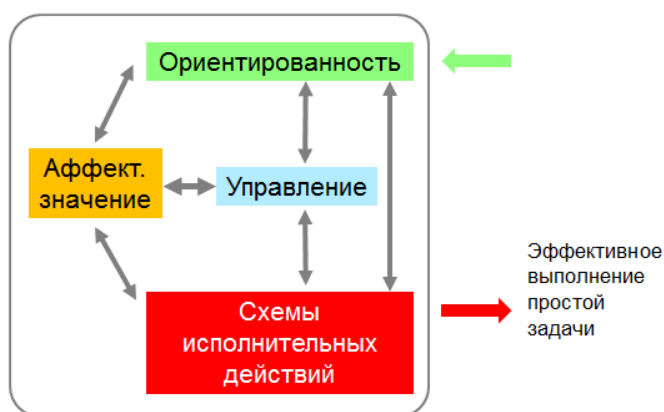 Ориентированность
Аффект.
значение
Управление
Схемы
исполнительных
действий
Эффективное
выполнение
простой
задачи